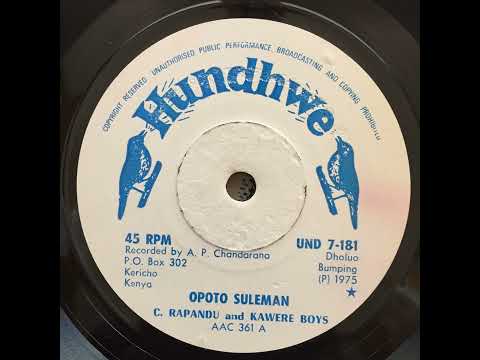 COPYRIGHT RESERVED. UNAUTHORISED PUBLIC PERFORMANCE, BROADCASTING AND COPYING PROHIBITED
Hundhwe
45 RPM
Recorded by A. P. Chandarana
P.O. Box 302
Kericho
Kenya
UND 7-181
Dholuo
Bumping
(P) 1975
OPOTO SULEMAN
C. RAPANDU and KAWERE BOYS
AAC 361 A